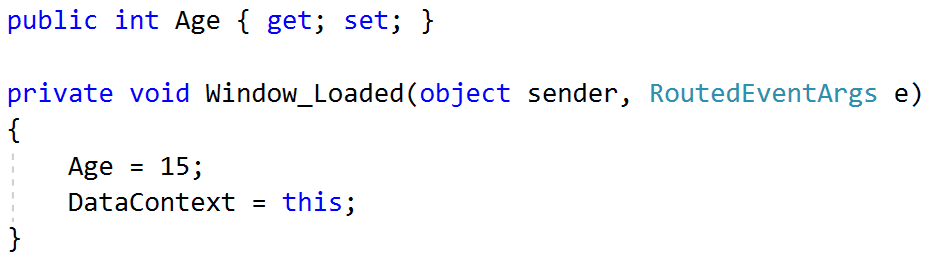 public int Age { get; set; }
private void Window_Loaded(object sender, RoutedEventArgs e)
{
Age = 15;
DataContext = this;
}